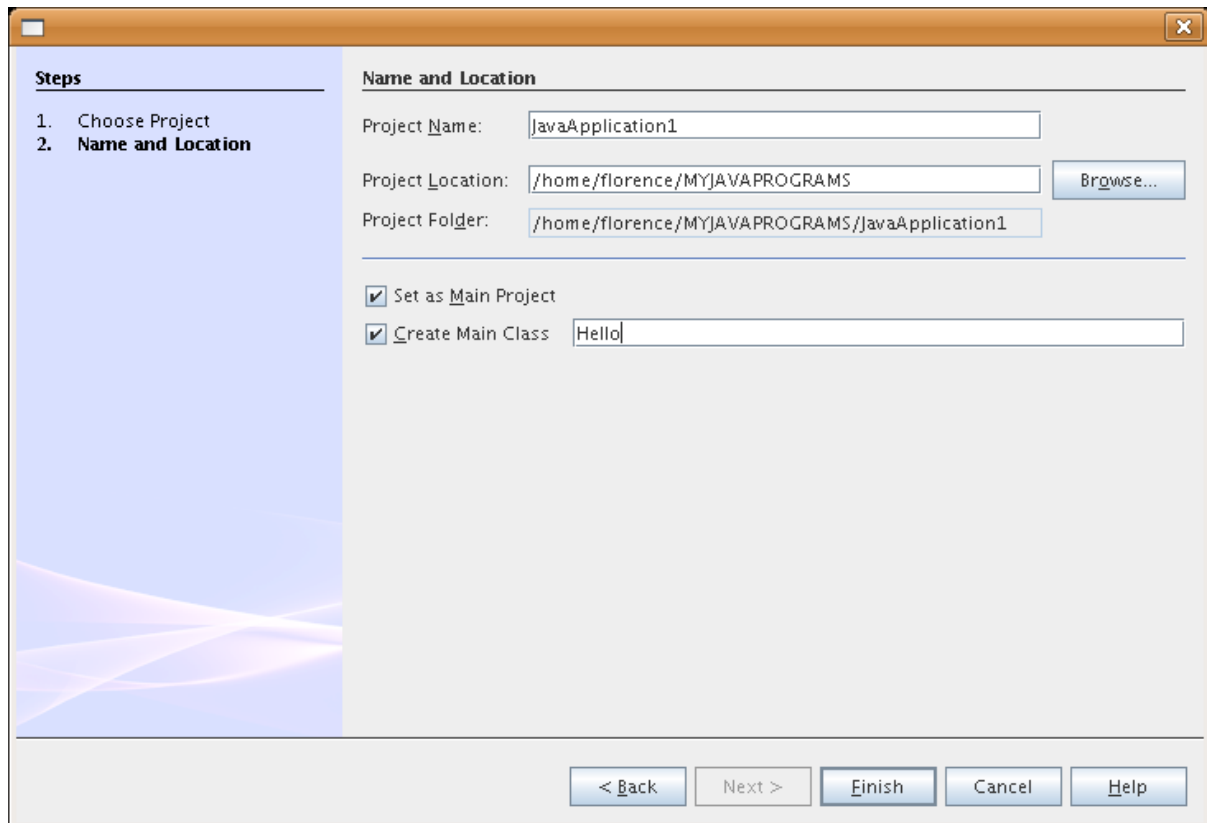 Steps
1. Choose Project
2. Name and Location
Name and Location
Project Name: JavaApplication1
Project Location: /home/florence/MYJAVAPROGRAMS Browse...
Project Folder: /home/florence/MYJAVAPROGRAMS/JavaApplication1
Set as Main Project
Create Main Class Hello
< Back Next > Finish Cancel Help